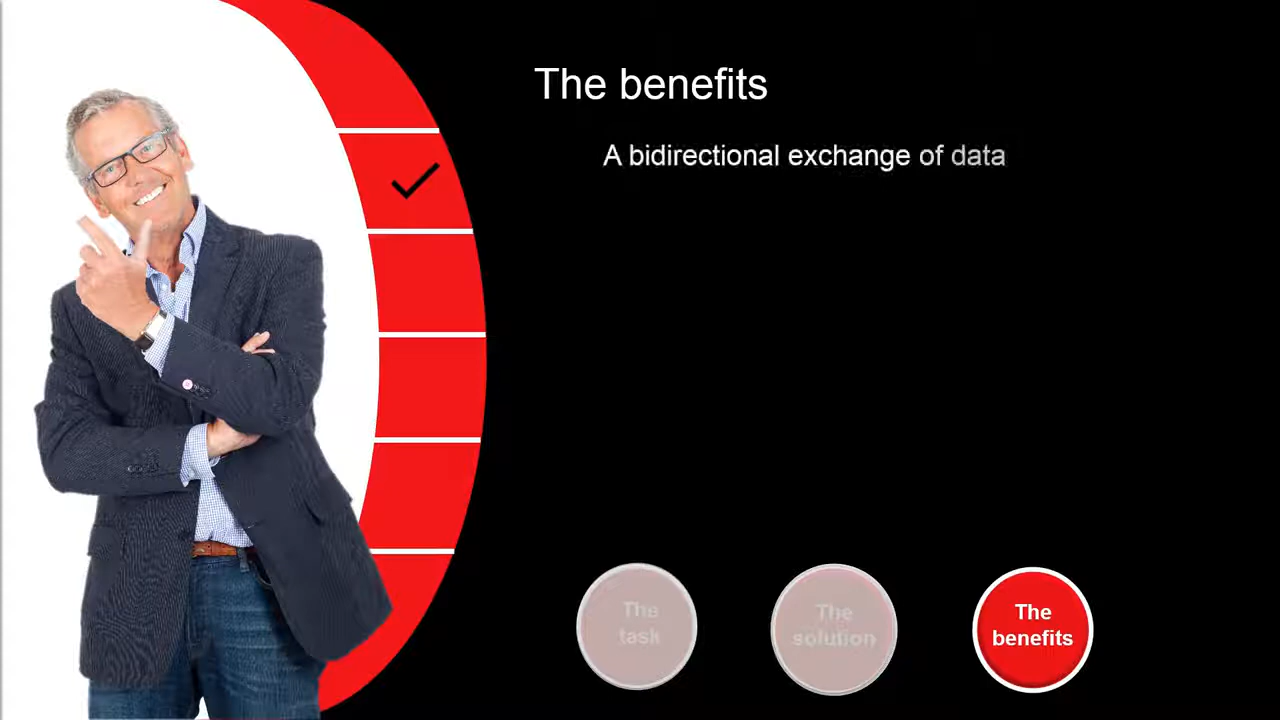 The benefits
A bidirectional exchange of data
The
task
The
solution
The
benefits